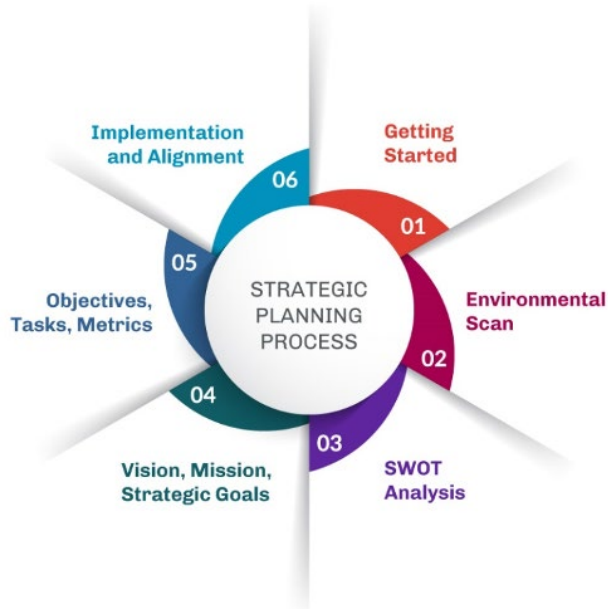 STRATEGIC
PLANNING
PROCESS
Getting
Started
01
Environmental
Scan
02
SWOT
Analysis
03
Vision, Mission,
Strategic Goals
04
Objectives,
Tasks, Metrics
05
Implementation
and Alignment
06